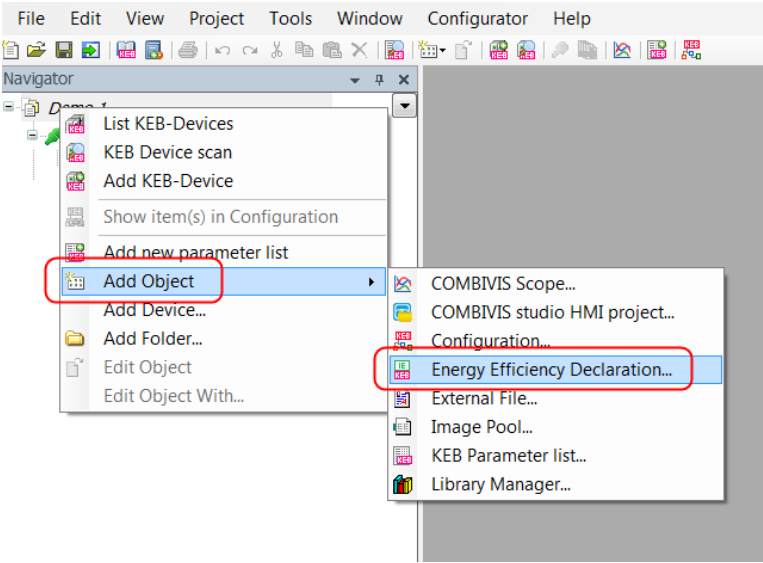 File Edit View Project Tools Window Configurator Help
Navigator
Demo 1
List KEB-Devices
KEB Device scan
Add KEB-Device
Show item(s) in Configuration
Add new parameter list
Add Object
Add Device...
Add Folder...
Edit Object
Edit Object With...
COMBIVIS Scope...
COMBIVIS studio HMI project...
Configuration...
Energy Efficiency Declaration...
External File...
Image Pool...
KEB Parameter list...
Library Manager...